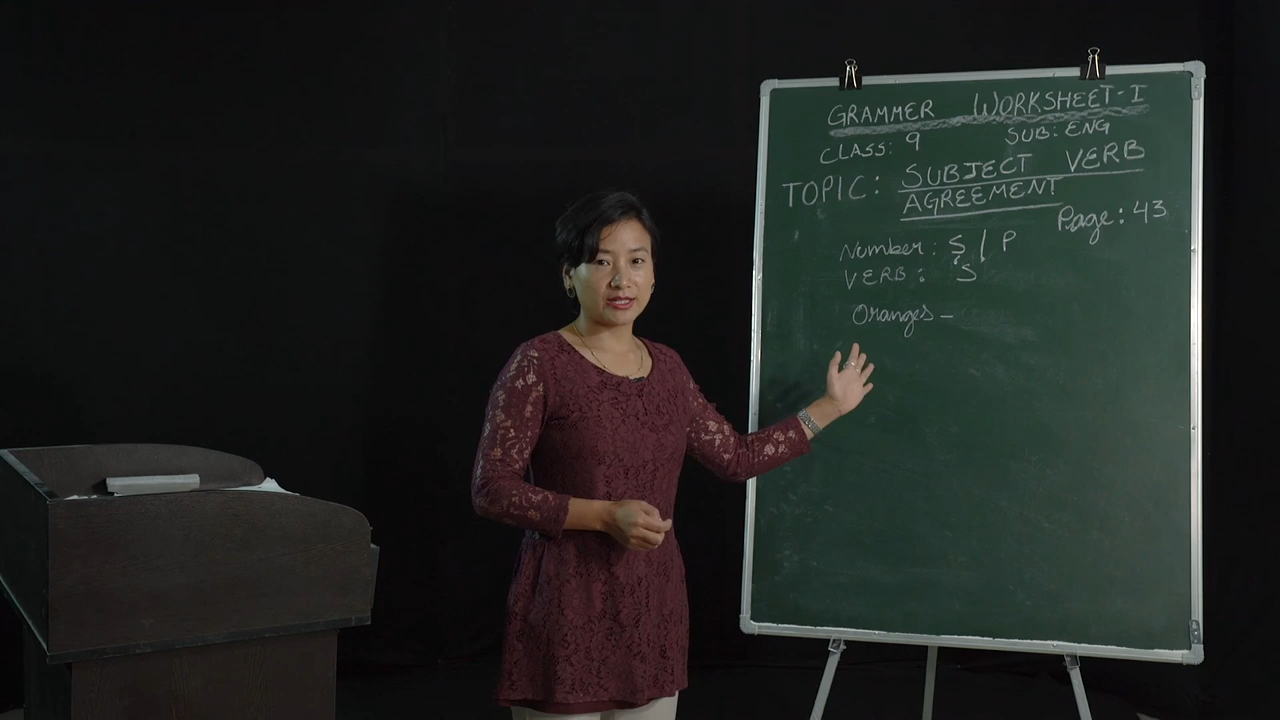 GRAMMER WORKSHEET-I
CLASS: 9 SUB: ENG
TOPIC: SUBJECT VERB
AGREEMENT
Page: 43
Number: S / P
VERB: S
Oranges –